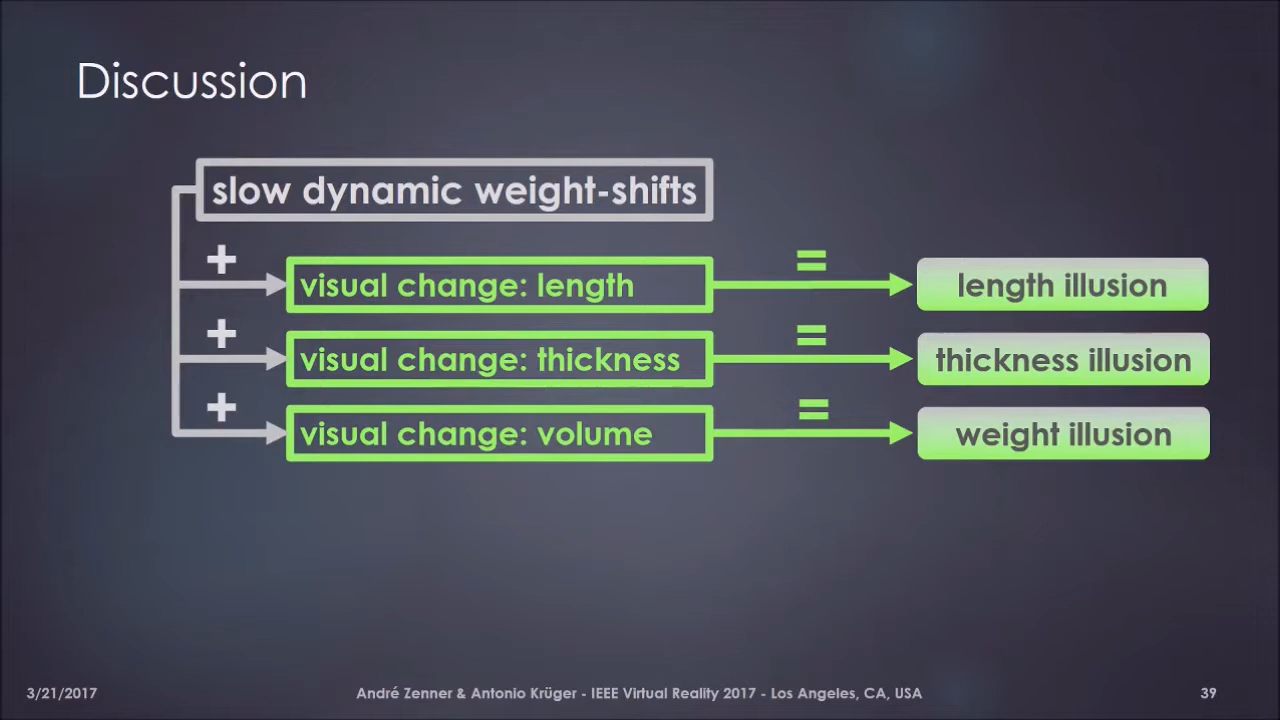 Discussion
slow dynamic weight-shifts
+
visual change: length
=
length illusion
+
visual change: thickness
=
thickness illusion
+
visual change: volume
=
weight illusion
3/21/2017
André Zenner & Antonio Krüger - IEEE Virtual Reality 2017 - Los Angeles, CA, USA
39